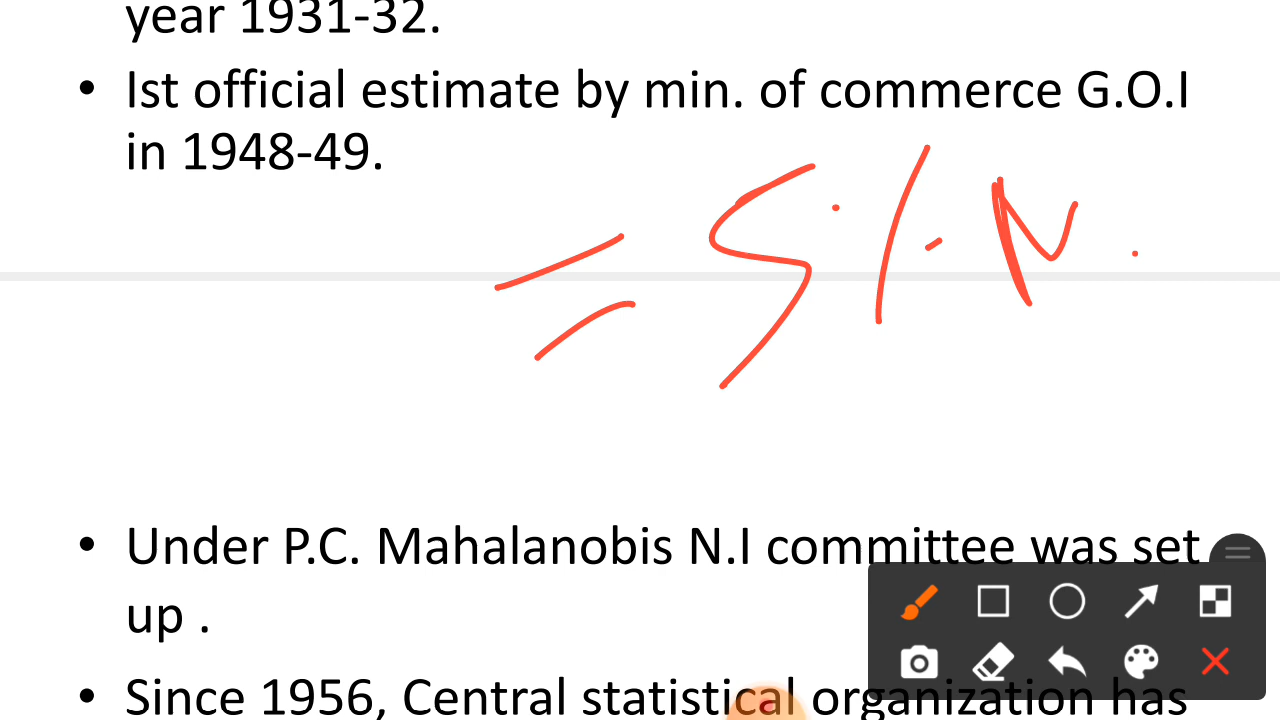 year 1931-32.
• Ist official estimate by min. of commerce G.O.I
in 1948-49.
= S.I.N.
• Under P.C. Mahalanobis N.I committee was set
up .
• Since 1956, Central statistical organization has